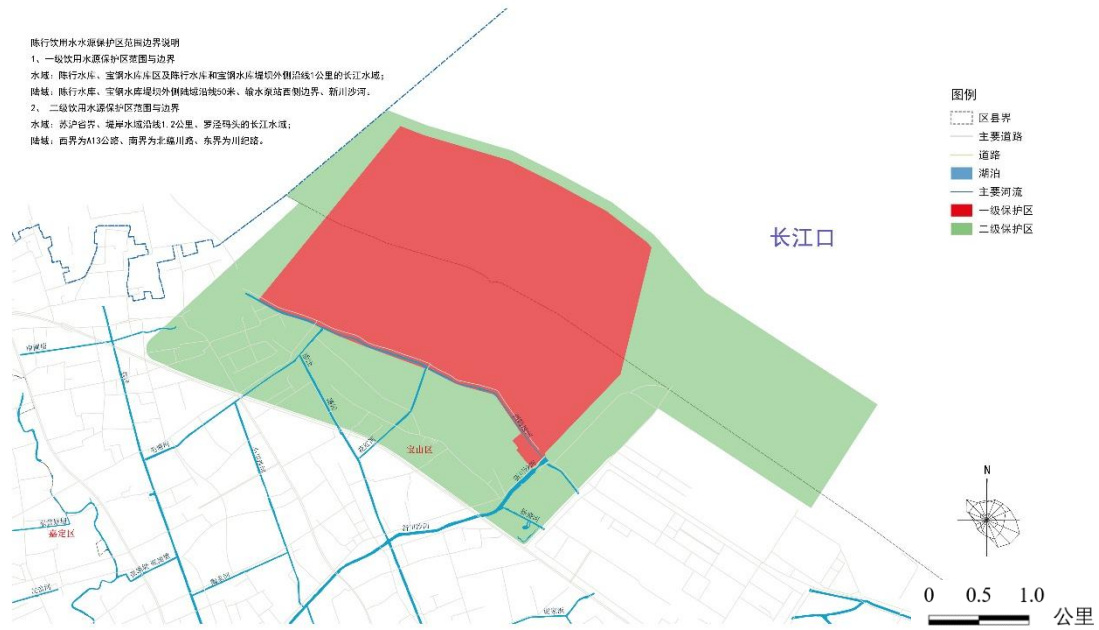 陈行饮用水水源保护区范围边界说明
1、一级饮用水源保护区范围与边界
水域：陈行水库、宝钢水库库区及陈行水库和宝钢水库堤坝外侧沿线1公里的长江水域；
陆域：陈行水库、宝钢水库堤坝外侧陆域沿线50米、输水泵站西侧边界、新川沙河.
2、 二级饮用水源保护区范围与边界
水域：苏沪省界、堤岸水域沿线1.2公里、罗泾码头的长江水域；
陆域：西界为A13公路、南界为北蕴川路、东界为川纪路。
图例
区县界
主要道路
道路
湖泊
主要河流
一级保护区
二级保护区
长江口
宝山区
嘉定区
N
0 0.5 1.0
公里